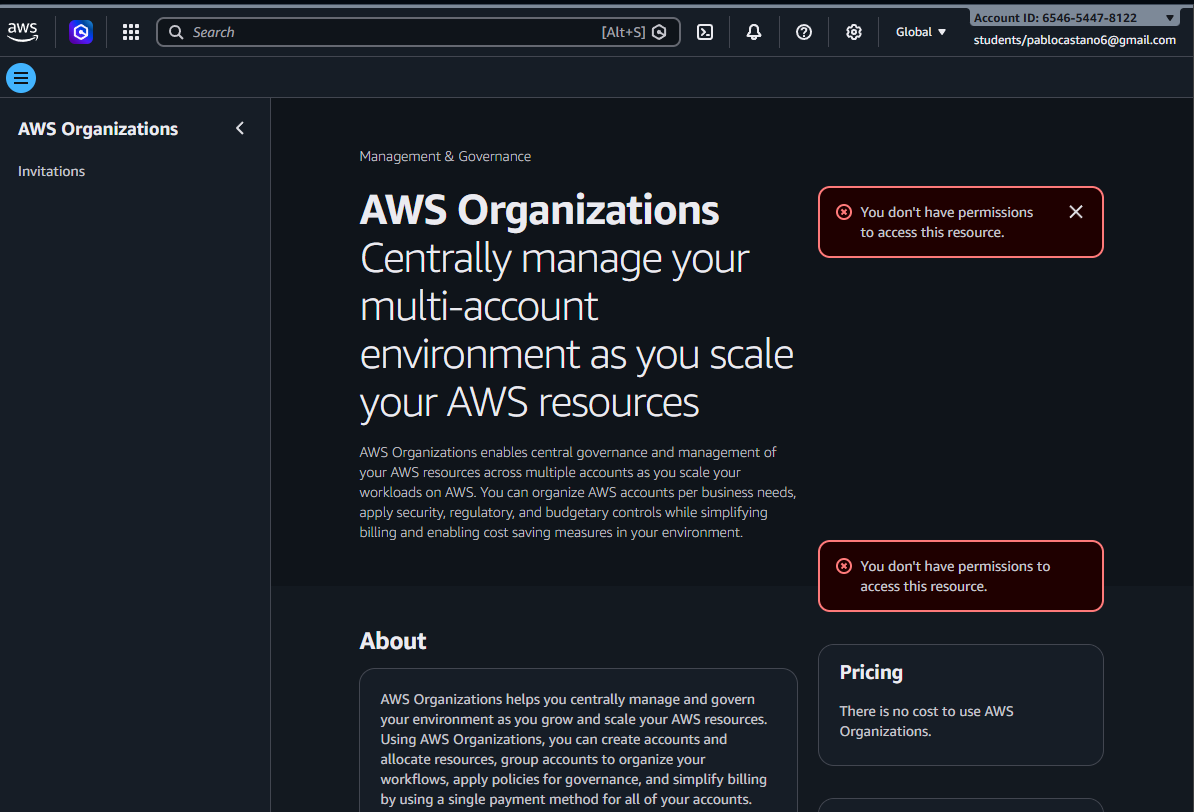 aws
Search
[Alt+S]
Global
Account ID: 6546-5447-8122
students/pablocastano6@gmail.com
AWS Organizations
Invitations
Management & Governance
AWS Organizations
Centrally manage your
multi-account
environment as you scale
your AWS resources
AWS Organizations enables central governance and management of
your AWS resources across multiple accounts as you scale your
workloads on AWS. You can organize AWS accounts per business needs,
apply security, regulatory, and budgetary controls while simplifying
billing and enabling cost saving measures in your environment.
You don't have permissions
to access this resource.
You don't have permissions to
access this resource.
About
AWS Organizations helps you centrally manage and govern
your environment as you grow and scale your AWS resources.
Using AWS Organizations, you can create accounts and
allocate resources, group accounts to organize your
workflows, apply policies for governance, and simplify billing
by using a single payment method for all of your accounts.
Pricing
There is no cost to use AWS
Organizations.